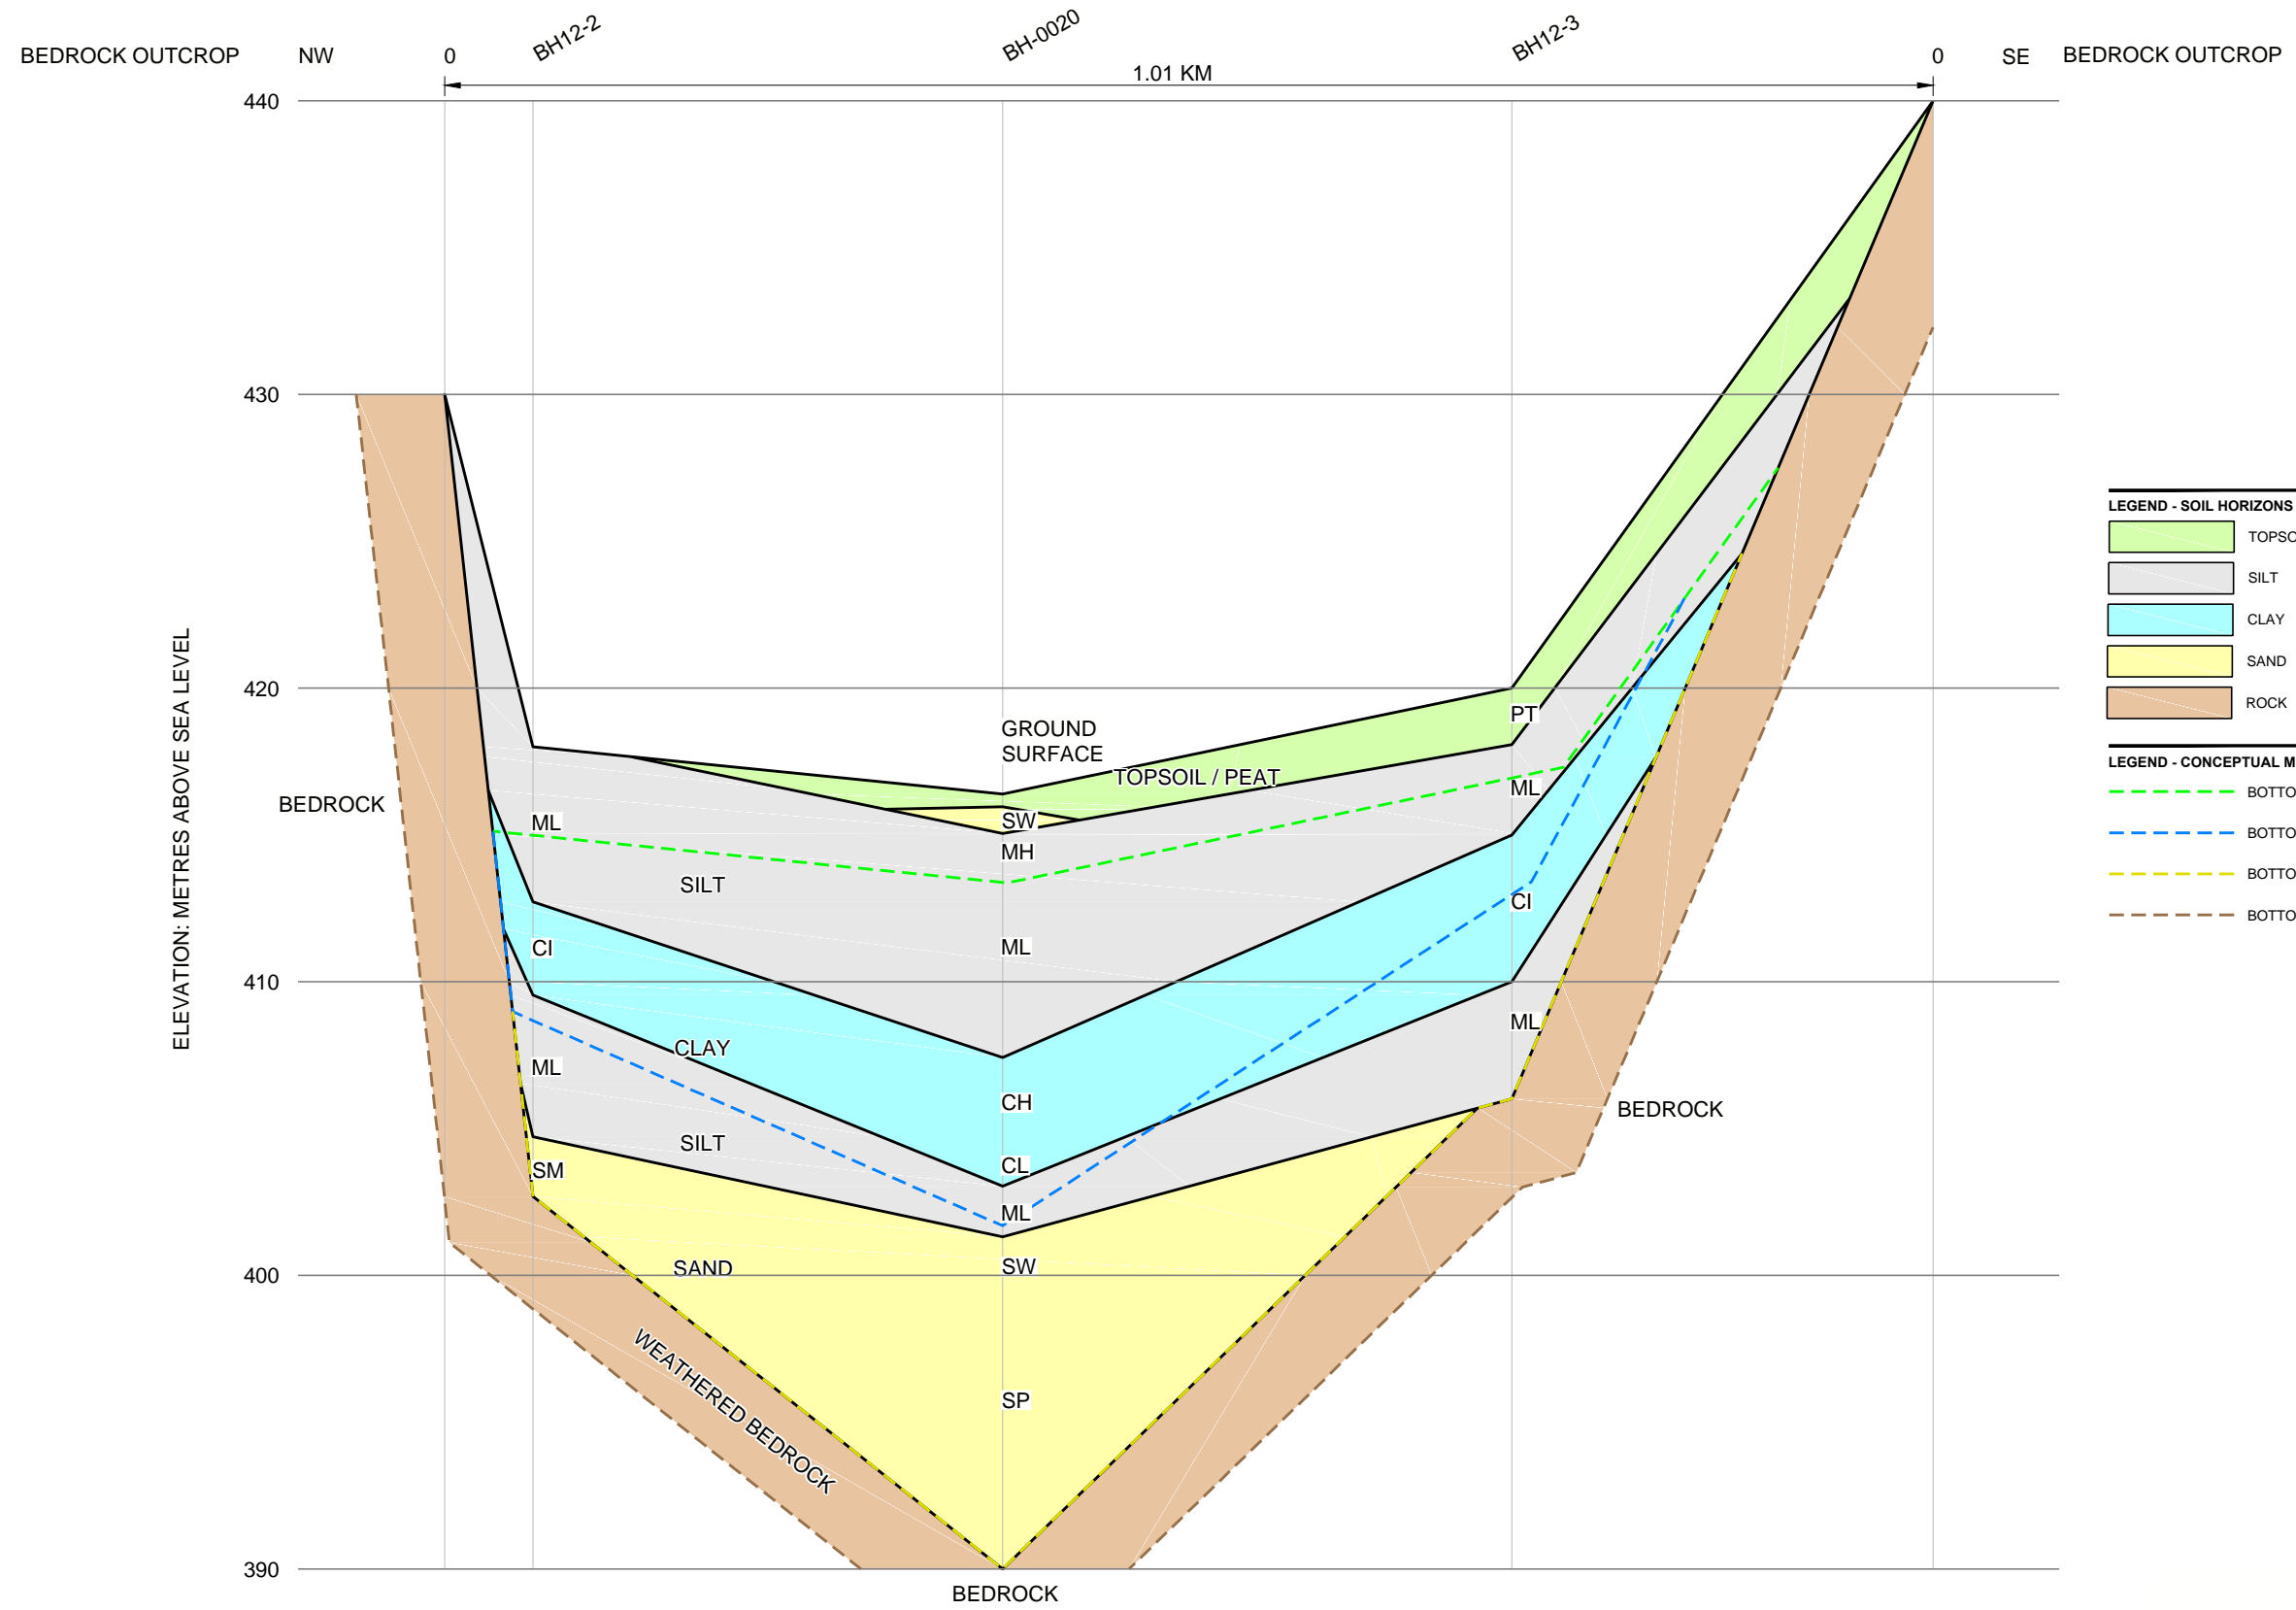 BEDROCK OUTCROP NW 0 BH12-2 BH-0020 BH12-3 0 SE BEDROCK OUTCROP
1.01 KM
440
430
420
410
400
390
ELEVATION: METRES ABOVE SEA LEVEL
GROUND
SURFACE
PT
TOPSOIL / PEAT
ML
BEDROCK
ML
SW
MH
SILT
CI
CI
ML
ML
CLAY
ML
CH
BEDROCK
SILT
CL
SM
ML
SAND
SW
WEATHERED BEDROCK
SP
BEDROCK
LEGEND - SOIL HORIZONS
SILT
CLAY
SAND
ROCK
LEGEND - CONCEPTUAL